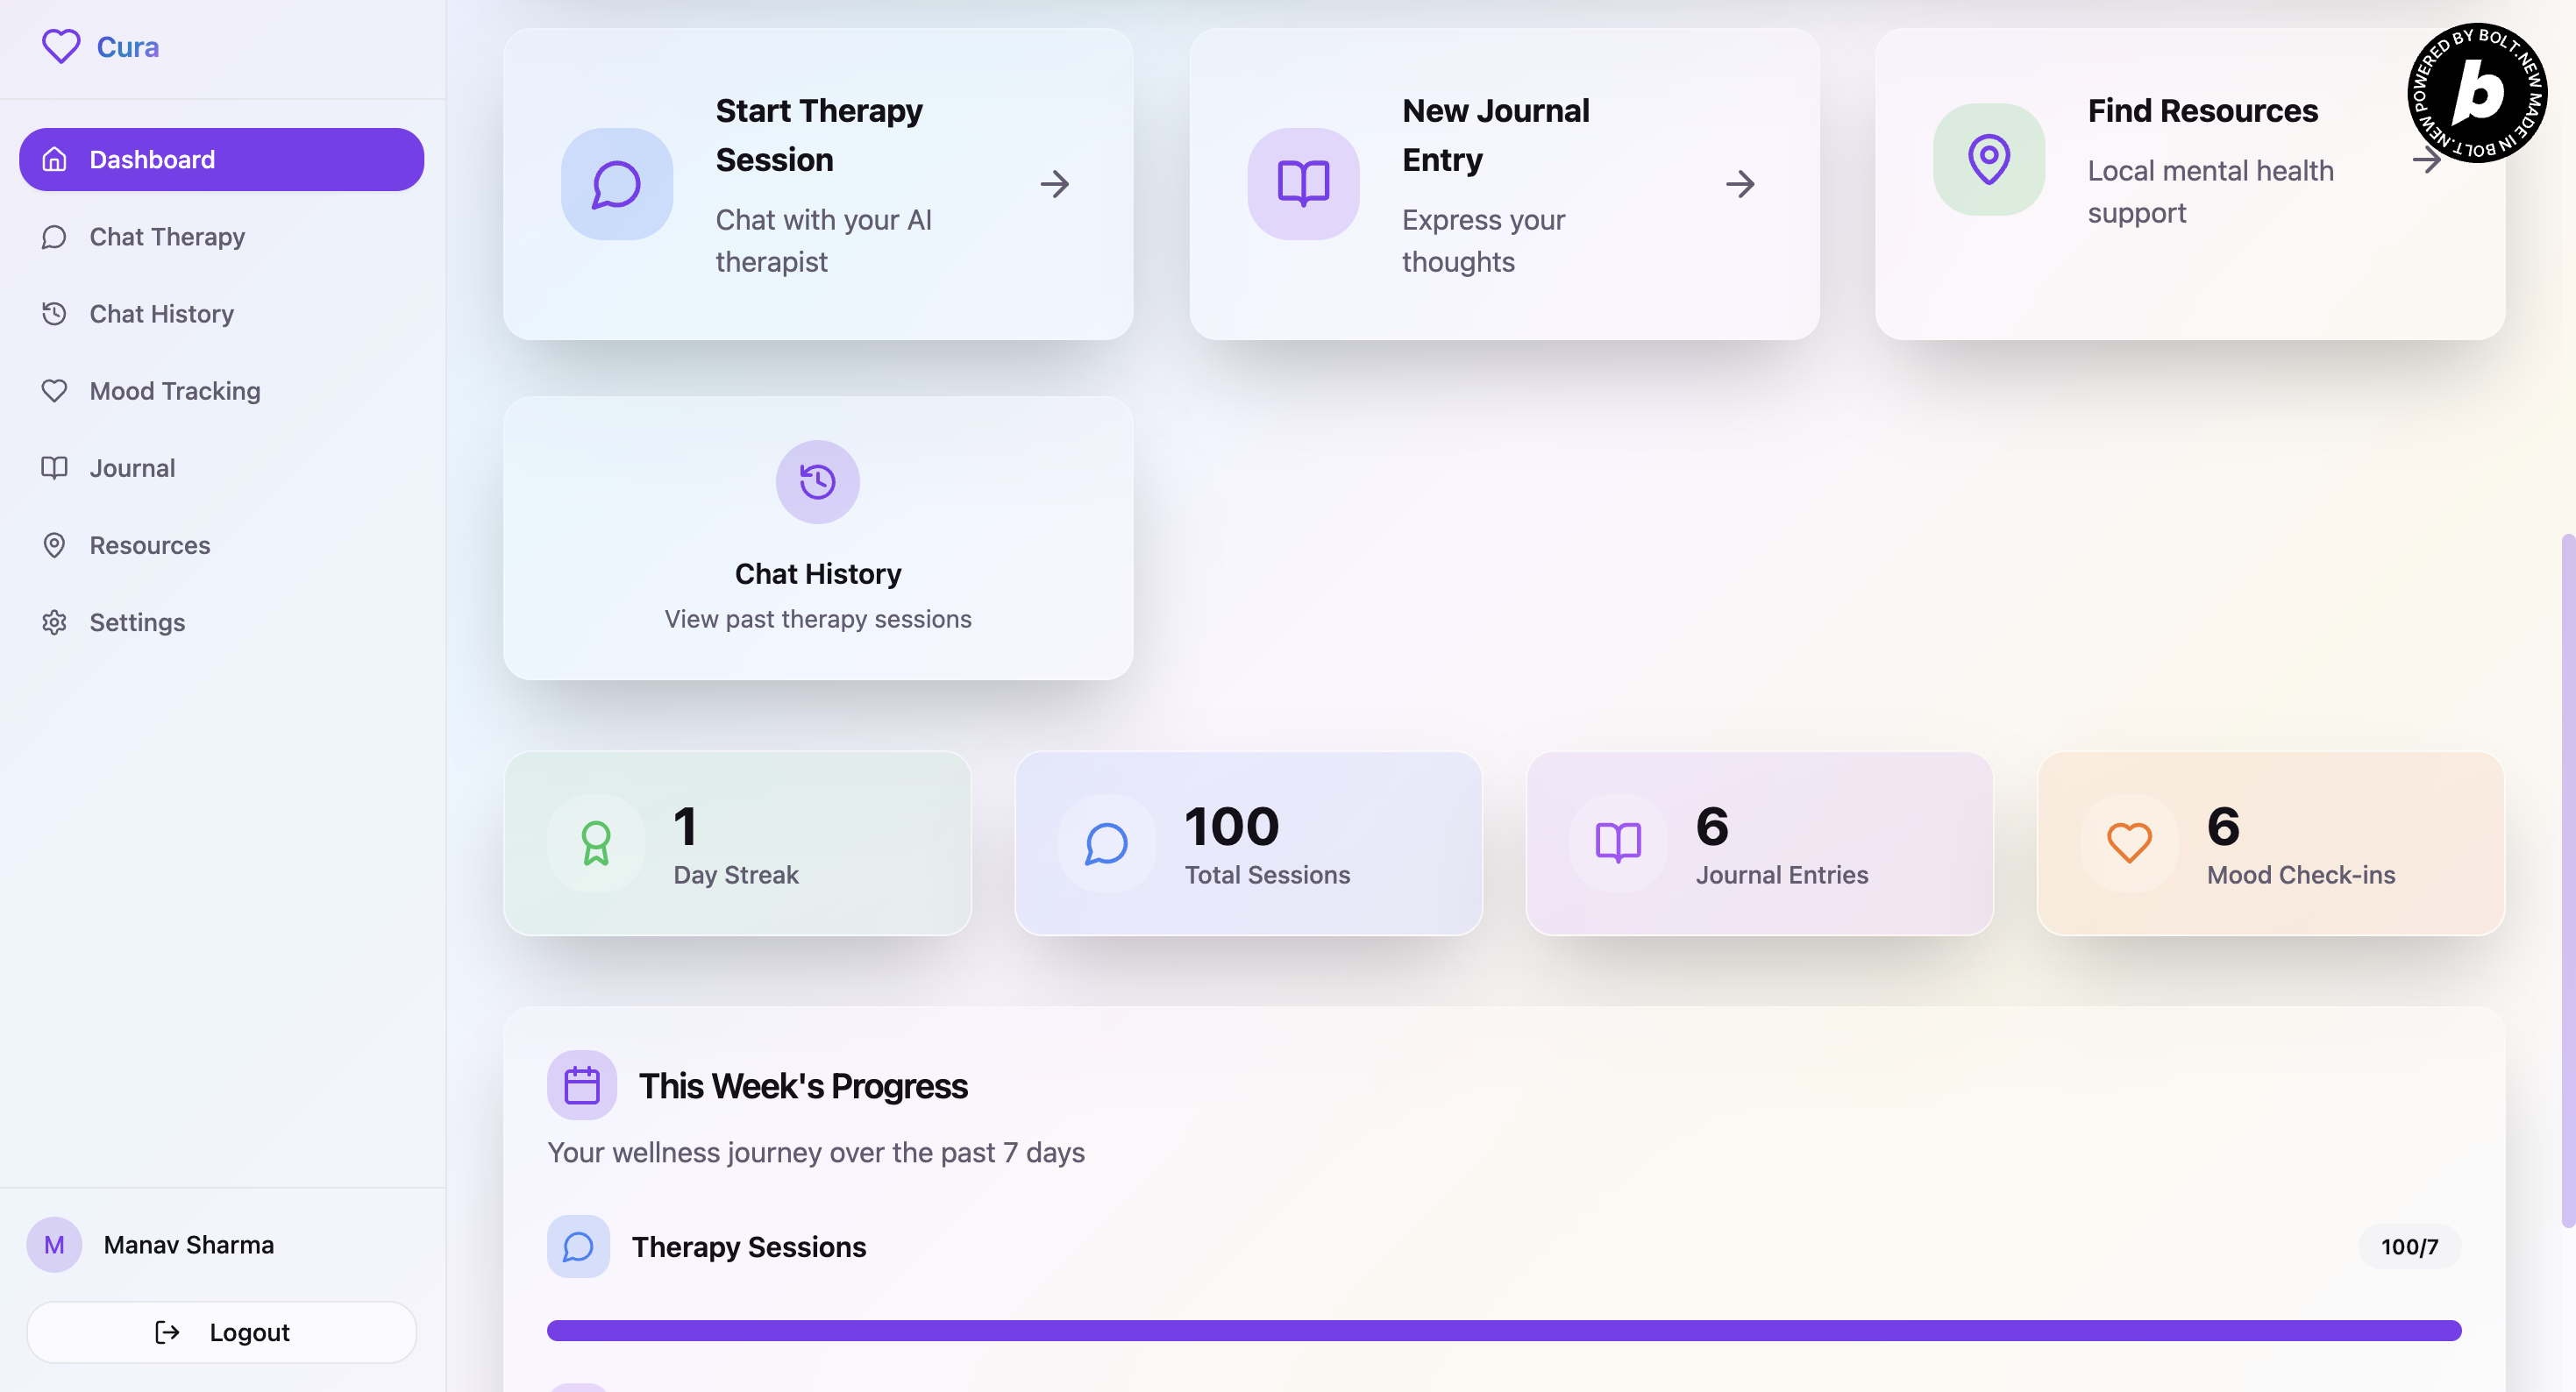 Cura
Dashboard
Chat Therapy
Chat History
Mood Tracking
Journal
Resources
Settings
Manav Sharma
M
Logout
Start Therapy
Session
Chat with your AI
therapist
New Journal
Entry
Express your
thoughts
Find Resources
Local mental health
support
POWERED BY BOLT.NEW MADE IN BOLT.NEW
b
Chat History
View past therapy sessions
1
Day Streak
100
Total Sessions
6
Journal Entries
6
Mood Check-ins
This Week's Progress
Your wellness journey over the past 7 days
Therapy Sessions
100/7